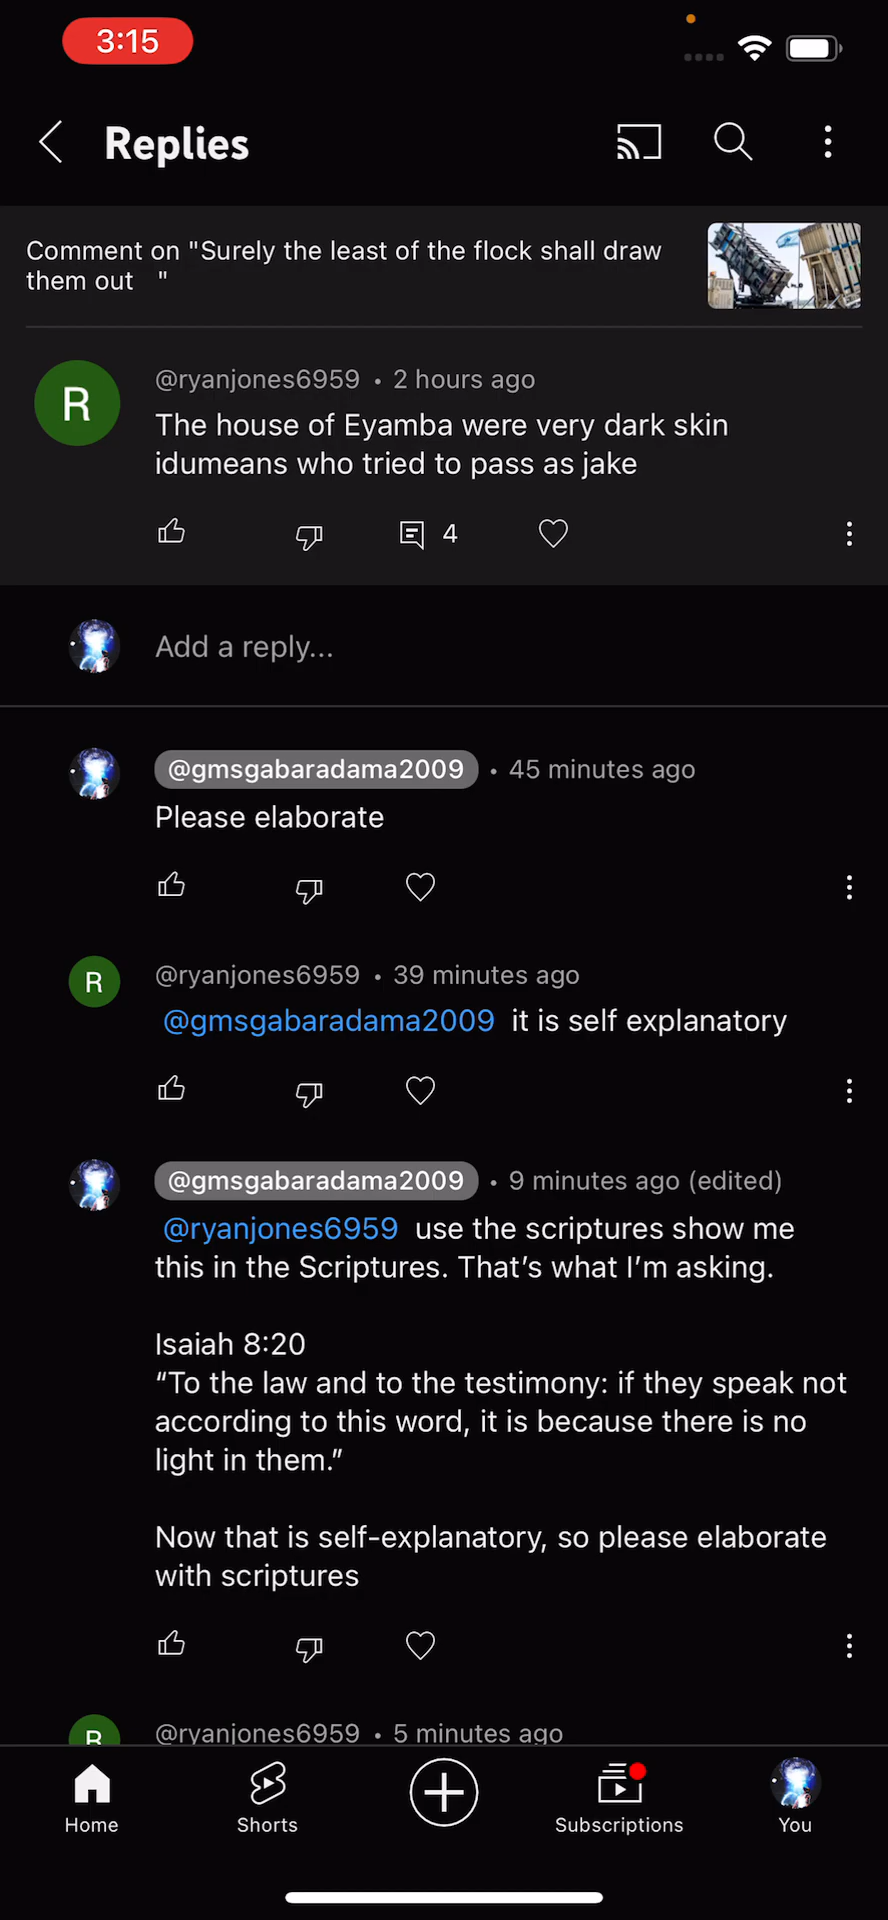 3:15
Replies
Comment on "Surely the least of the flock shall draw
them out "
@ryanjones6959 • 2 hours ago
R
The house of Eyamba were very dark skin
idumeans who tried to pass as jake
4
Add a reply...
@gmsgabaradama2009 • 45 minutes ago
Please elaborate
R
@ryanjones6959 • 39 minutes ago
@gmsgabaradama2009 it is self explanatory
@gmsgabaradama2009 • 9 minutes ago (edited)
@ryanjones6959 use the scriptures show me
this in the Scriptures. That’s what I’m asking.
Isaiah 8:20
“To the law and to the testimony: if they speak not
according to this word, it is because there is no
light in them.”
Now that is self-explanatory, so please elaborate
with scriptures
R
@ryanjones6959 • 5 minutes ago
Home
Shorts
Subscriptions
You